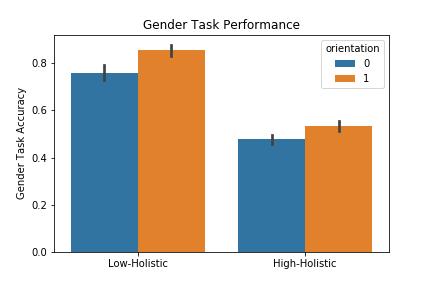 Gender Task Performance
orientation
0
1
Gender Task Accuracy
0.8
0.6
0.4
0.2
0.0
Low-Holistic
High-Holistic